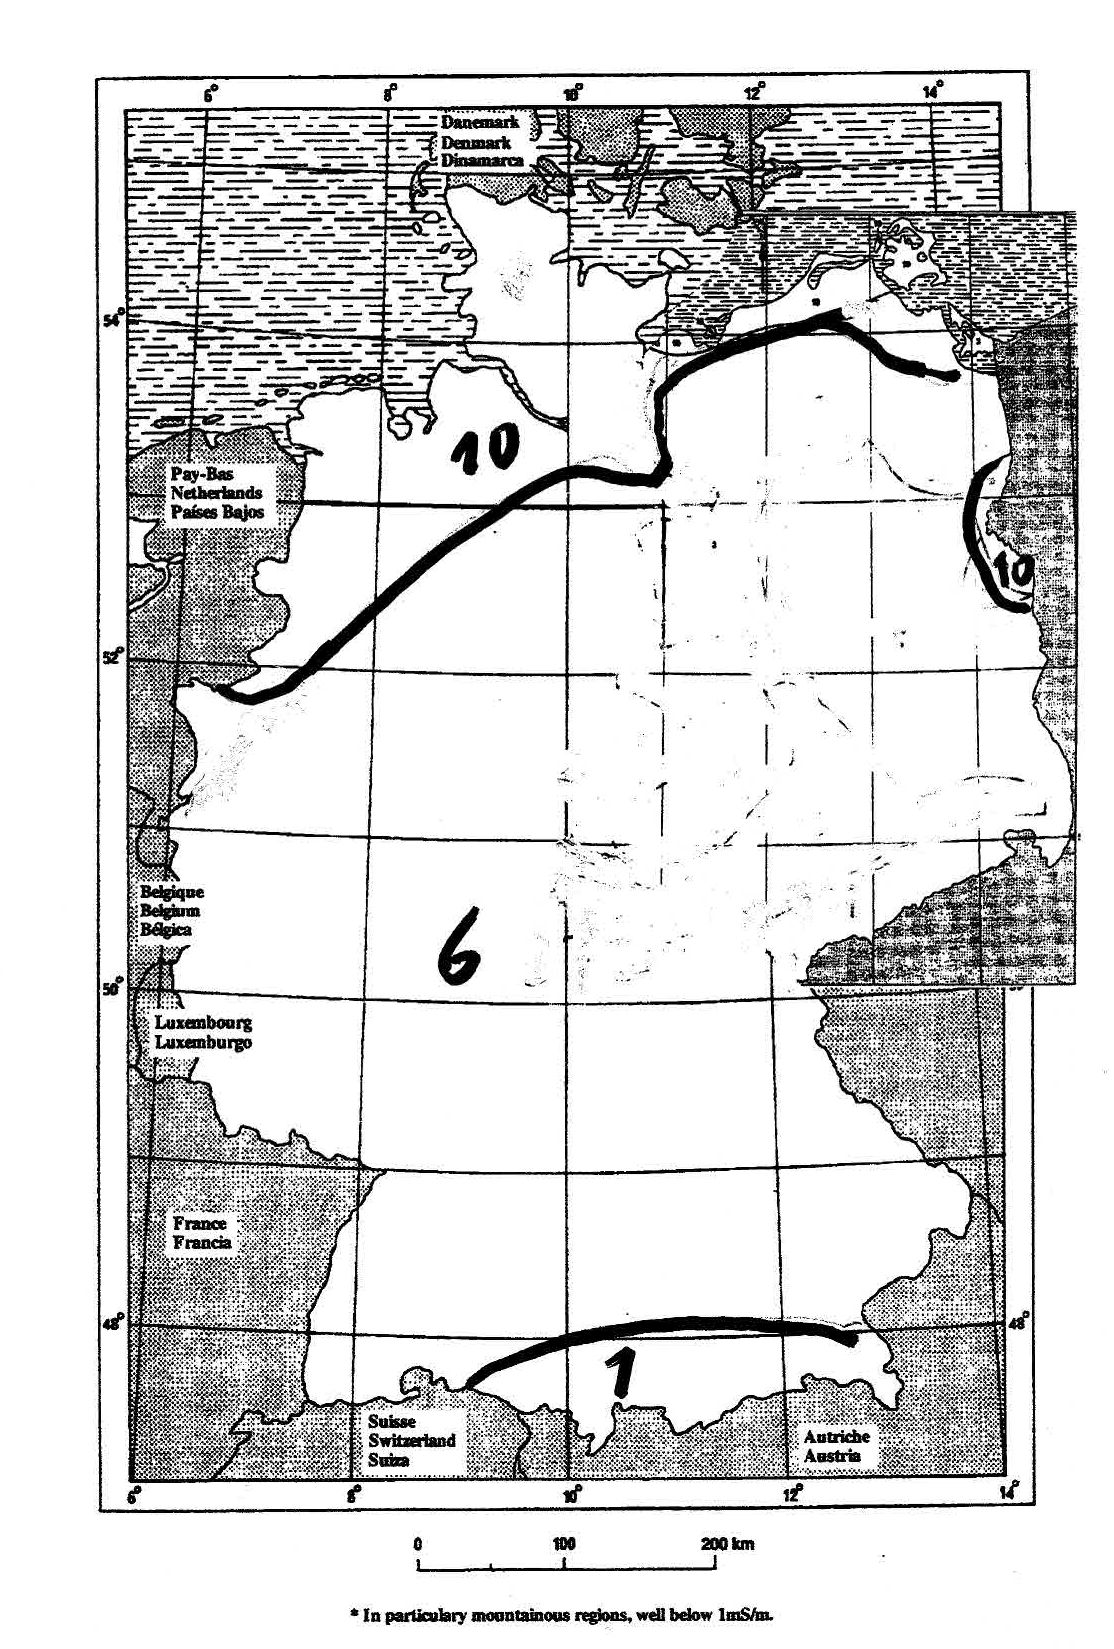 6° 8° 10° 12° 14°
Danemark
Denmark
Dinamarca
54°
10
Pay-Bas
Netherlands
Países Bajos
10
52°
Belgique
Belgium
Bélgica
6
50°
Luxembourg
Luxemburgo
France
Francia
48° 48°
1
Suisse
Switzerland
Suiza
Autriche
Austria
6° 8° 10° 12° 14°
0 100 200 km
* In particulary mountainous regions, well below 1mS/m.